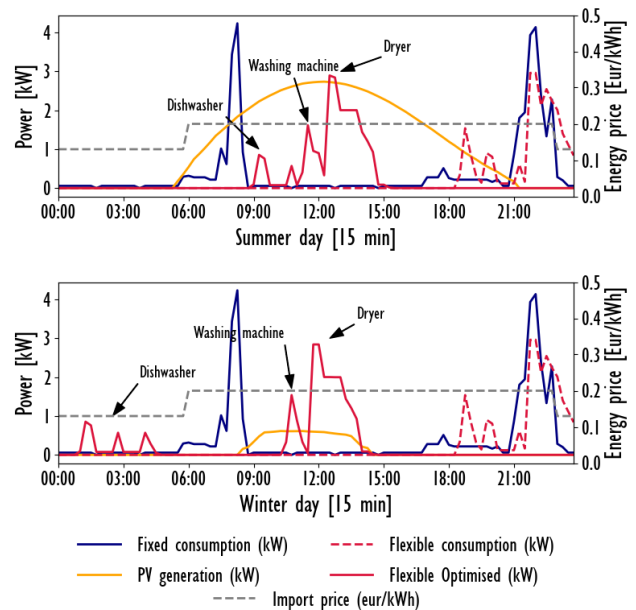 Power [kW]
Energy price [Eur/kWh]
4
3
2
1
0
0.5
0.4
0.3
0.2
0.1
0.0
Dryer
Washing machine
Dishwasher
00:00 03:00 06:00 09:00 12:00 15:00 18:00 21:00
Summer day [15 min]
Power [kW]
Energy price [Eur/kWh]
4
3
2
1
0
0.5
0.4
0.3
0.2
0.1
0.0
Dryer
Washing machine
Dishwasher
00:00 03:00 06:00 09:00 12:00 15:00 18:00 21:00
Winter day [15 min]
Fixed consumption (kW) Flexible consumption (kW)
PV generation (kW) Flexible Optimised (kW)
Import price (eur/kWh)